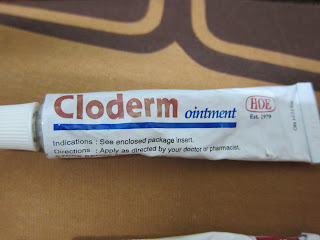 Cloderm ointment
HOE
Est. 1979
Indications : See enclosed package insert.
Directions : Apply as directed by your doctor or pharmacist.